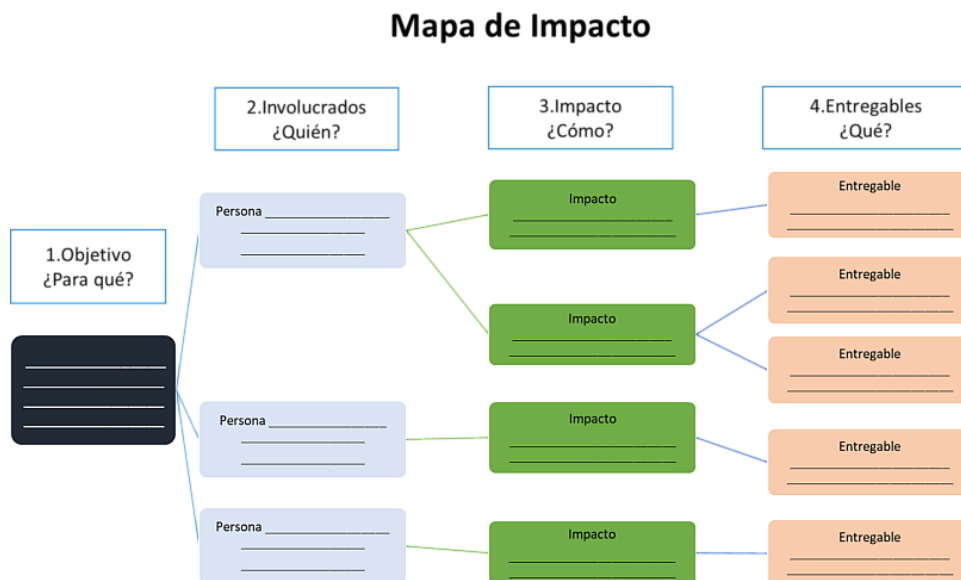 Mapa de Impacto
1.Objetivo
¿Para qué?
2.Involucrados
¿Quién?
3.Impacto
¿Cómo?
4.Entregables
¿Qué?
Persona
Persona
Persona
Impacto
Impacto
Impacto
Impacto
Entregable
Entregable
Entregable
Entregable
Entregable